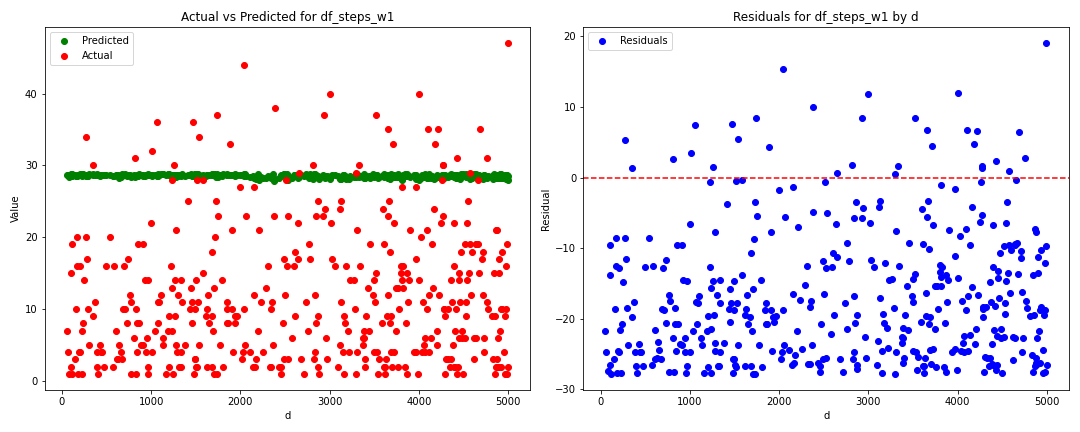 Actual vs Predicted for df_steps_w1
Predicted
Actual
Value
40
30
20
10
0
0 1000 2000 3000 4000 5000
d
Residuals for df_steps_w1 by d
Residuals
Residual
20
10
0
−10
−20
−30
0 1000 2000 3000 4000 5000
d